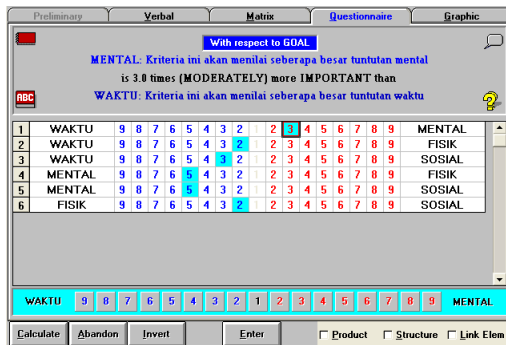 Preliminary Verbal Matrix Questionnaire Graphic
With respect to GOAL
MENTAL: Kriteria ini akan menilai seberapa besar tuntutan mental
is 3.0 times (MODERATELY) more IMPORTANT than
WAKTU: Kriteria ini akan menilai seberapa besar tuntutan waktu
ABC
1 WAKTU 9 8 7 6 5 4 3 2 1 2 3 4 5 6 7 8 9 MENTAL
2 WAKTU 9 8 7 6 5 4 3 2 1 2 3 4 5 6 7 8 9 FISIK
3 WAKTU 9 8 7 6 5 4 3 2 1 2 3 4 5 6 7 8 9 SOSIAL
4 MENTAL 9 8 7 6 5 4 3 2 1 2 3 4 5 6 7 8 9 FISIK
5 MENTAL 9 8 7 6 5 4 3 2 1 2 3 4 5 6 7 8 9 SOSIAL
6 FISIK 9 8 7 6 5 4 3 2 1 2 3 4 5 6 7 8 9 SOSIAL
WAKTU 9 8 7 6 5 4 3 2 1 2 3 4 5 6 7 8 9 MENTAL
Calculate Abandon Invert Enter Product Structure Link Elem